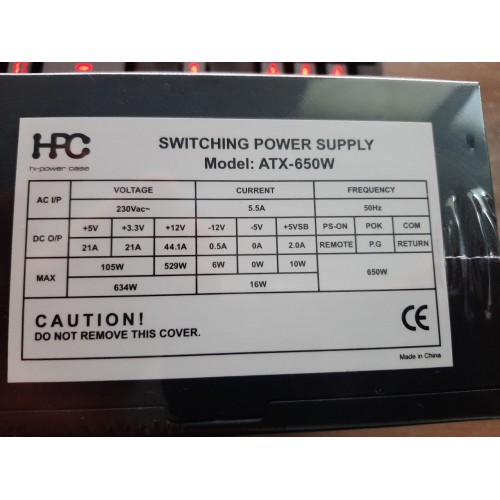 HPC
hi-power case
SWITCHING POWER SUPPLY
Model: ATX-650W
AC I/P VOLTAGE CURRENT FREQUENCY
230Vac~ 5.5A 50Hz
DC O/P +5V +3.3V +12V -12V -5V +5VSB PS-ON POK COM
21A 21A 44.1A 0.5A 0A 2.0A REMOTE P.G RETURN
MAX 105W 529W 6W 0W 10W 650W
634W 16W
CAUTION!
DO NOT REMOVE THIS COVER.
CE
Made in China